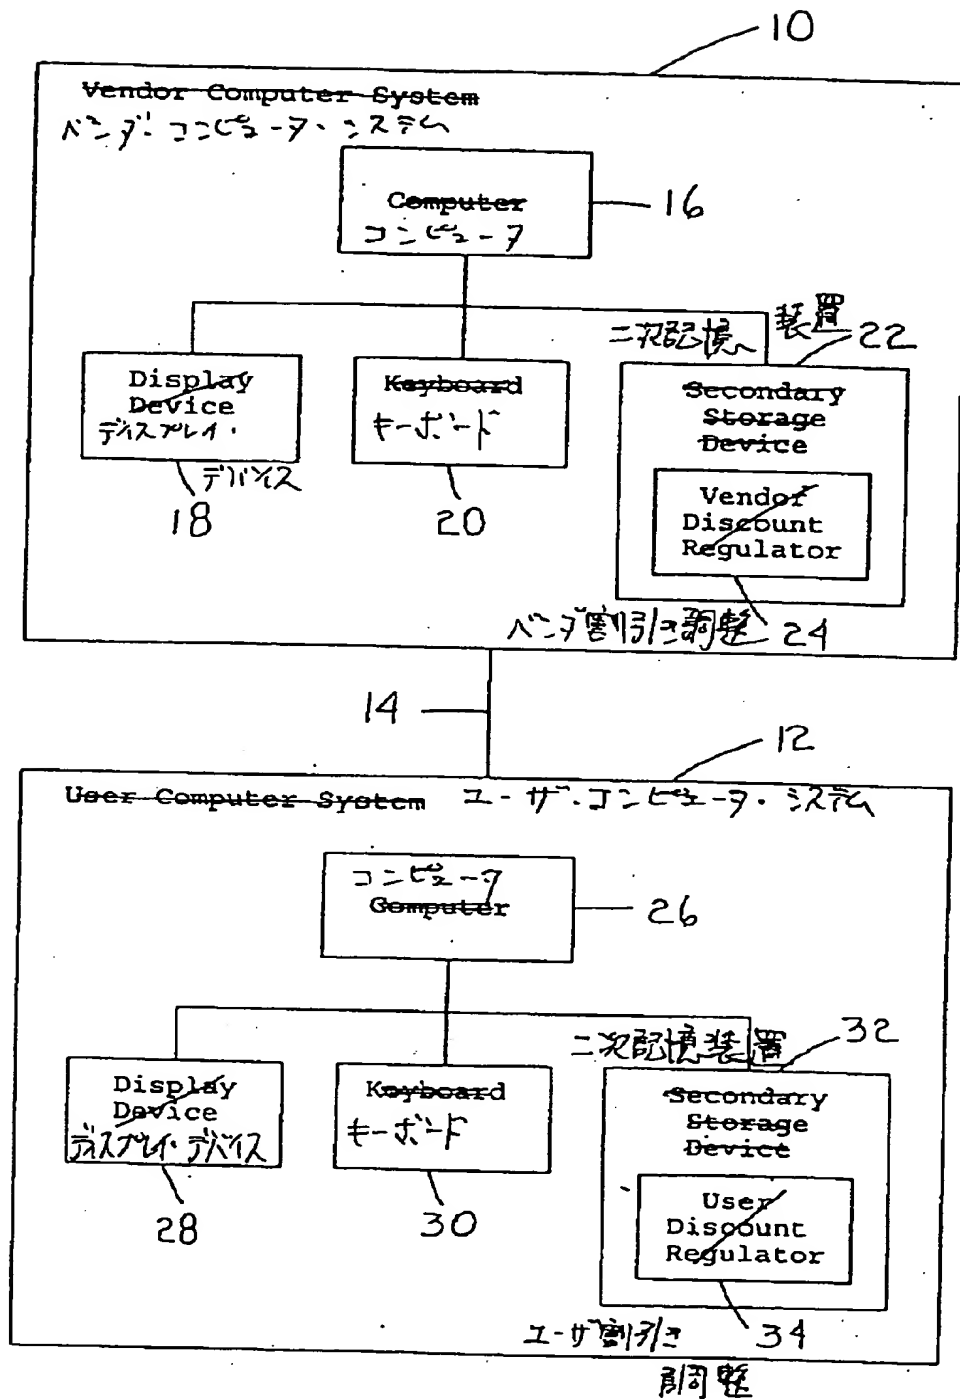 10
Vendor Computer System
ベンダ・コンピュータ・システム
Computer
コンピュータ
16
二次記憶
装置
22
Display
Device
ディスプレイ・
デバイス
18
Keyboard
キーボード
20
Secondary
Storage
Device
Vendor
Discount
Regulator
ベンダ割引き調整
24
14
12
User Computer System ユーザ・コンピュータ・システム
コンピュータ
Computer
26
二次記憶装置
32
Display
Device
ディスプレイ・デバイス
28
Keyboard
キーボード
30
Secondary
Storage
Device
User
Discount
Regulator
ユーザ割引き
調整
34